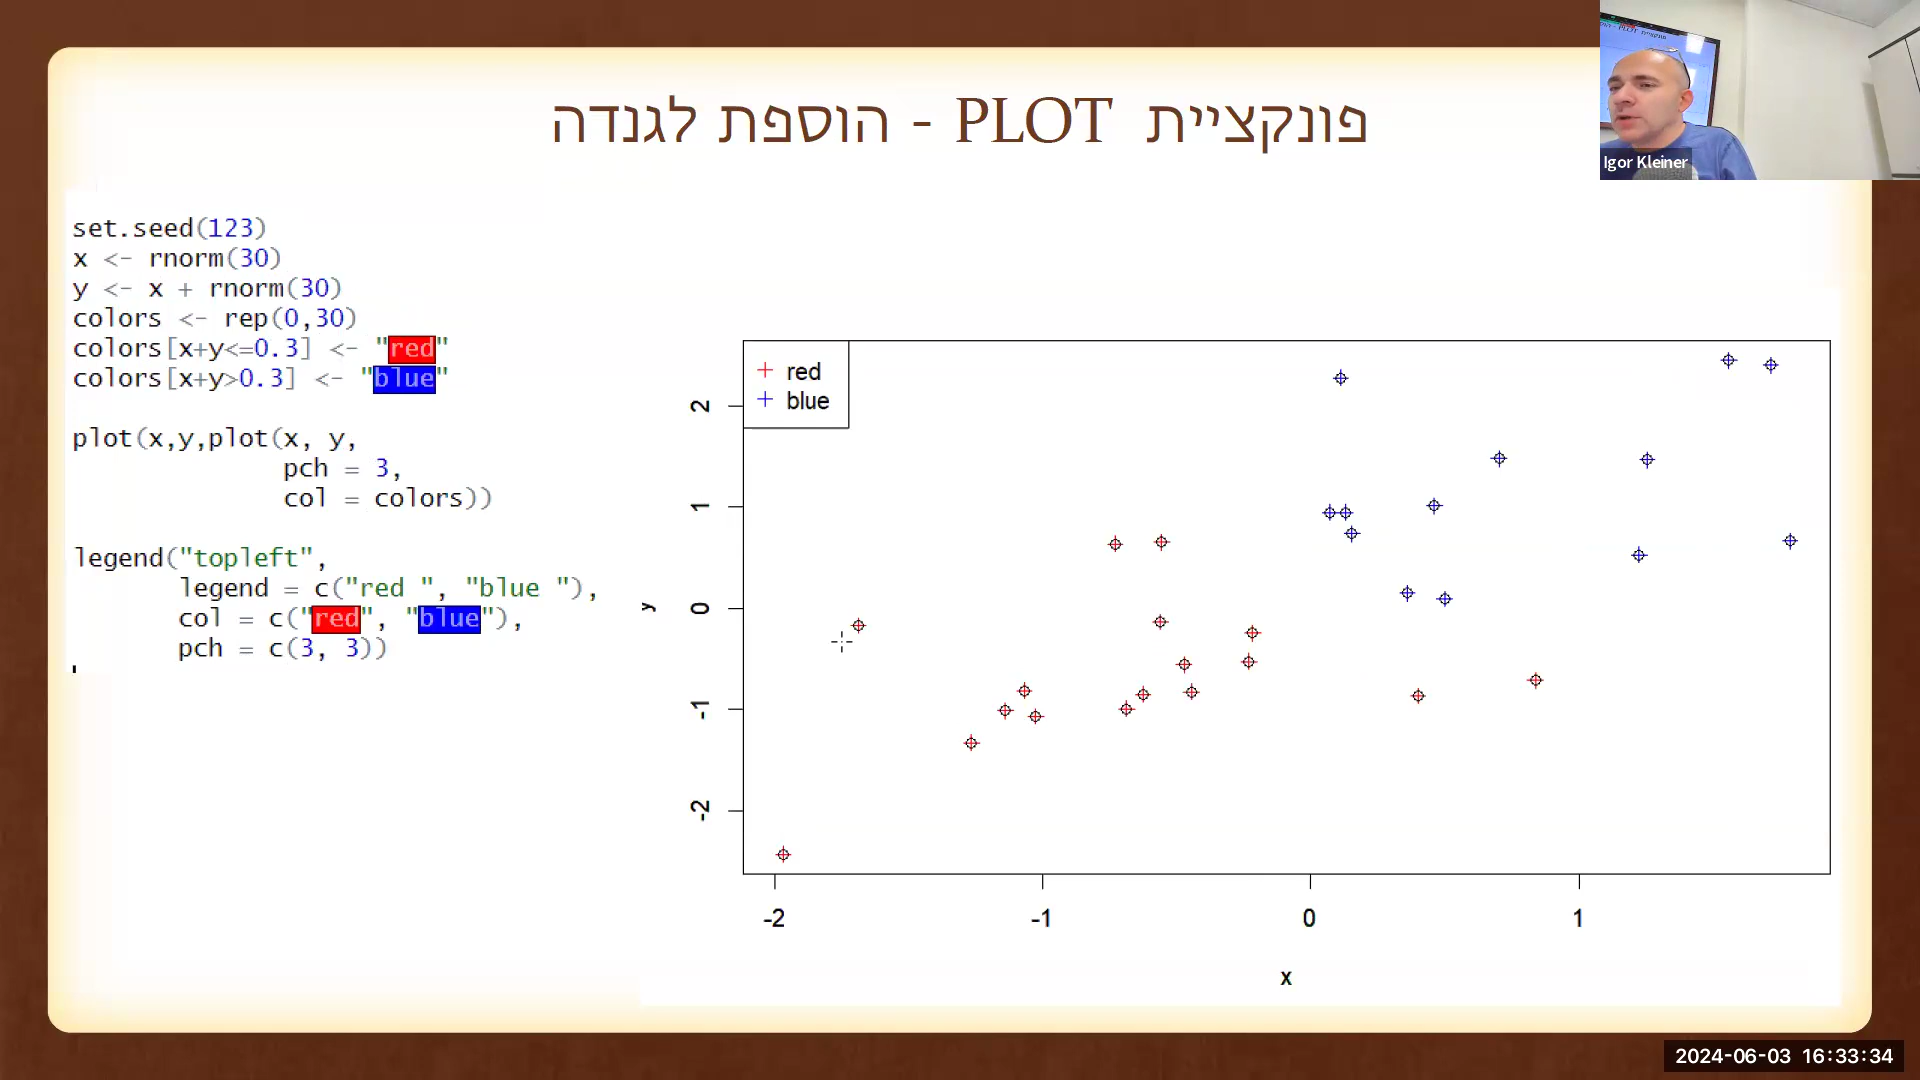 פונקציית PLOT - הוספת לגנדה
Igor Kleiner
set.seed(123)
x <- rnorm(30)
y <- x + rnorm(30)
colors <- rep(0,30)
colors[x+y<=0.3] <- "red"
colors[x+y>0.3] <- "blue"
plot(x,y,plot(x, y,
pch = 3,
col = colors))
legend("topleft",
legend = c("red ", "blue "),
col = c("red", "blue"),
pch = c(3, 3))
red
blue
2
1
0
-1
-2
y
-2 -1 0 1
x
2024-06-03 16:33:34